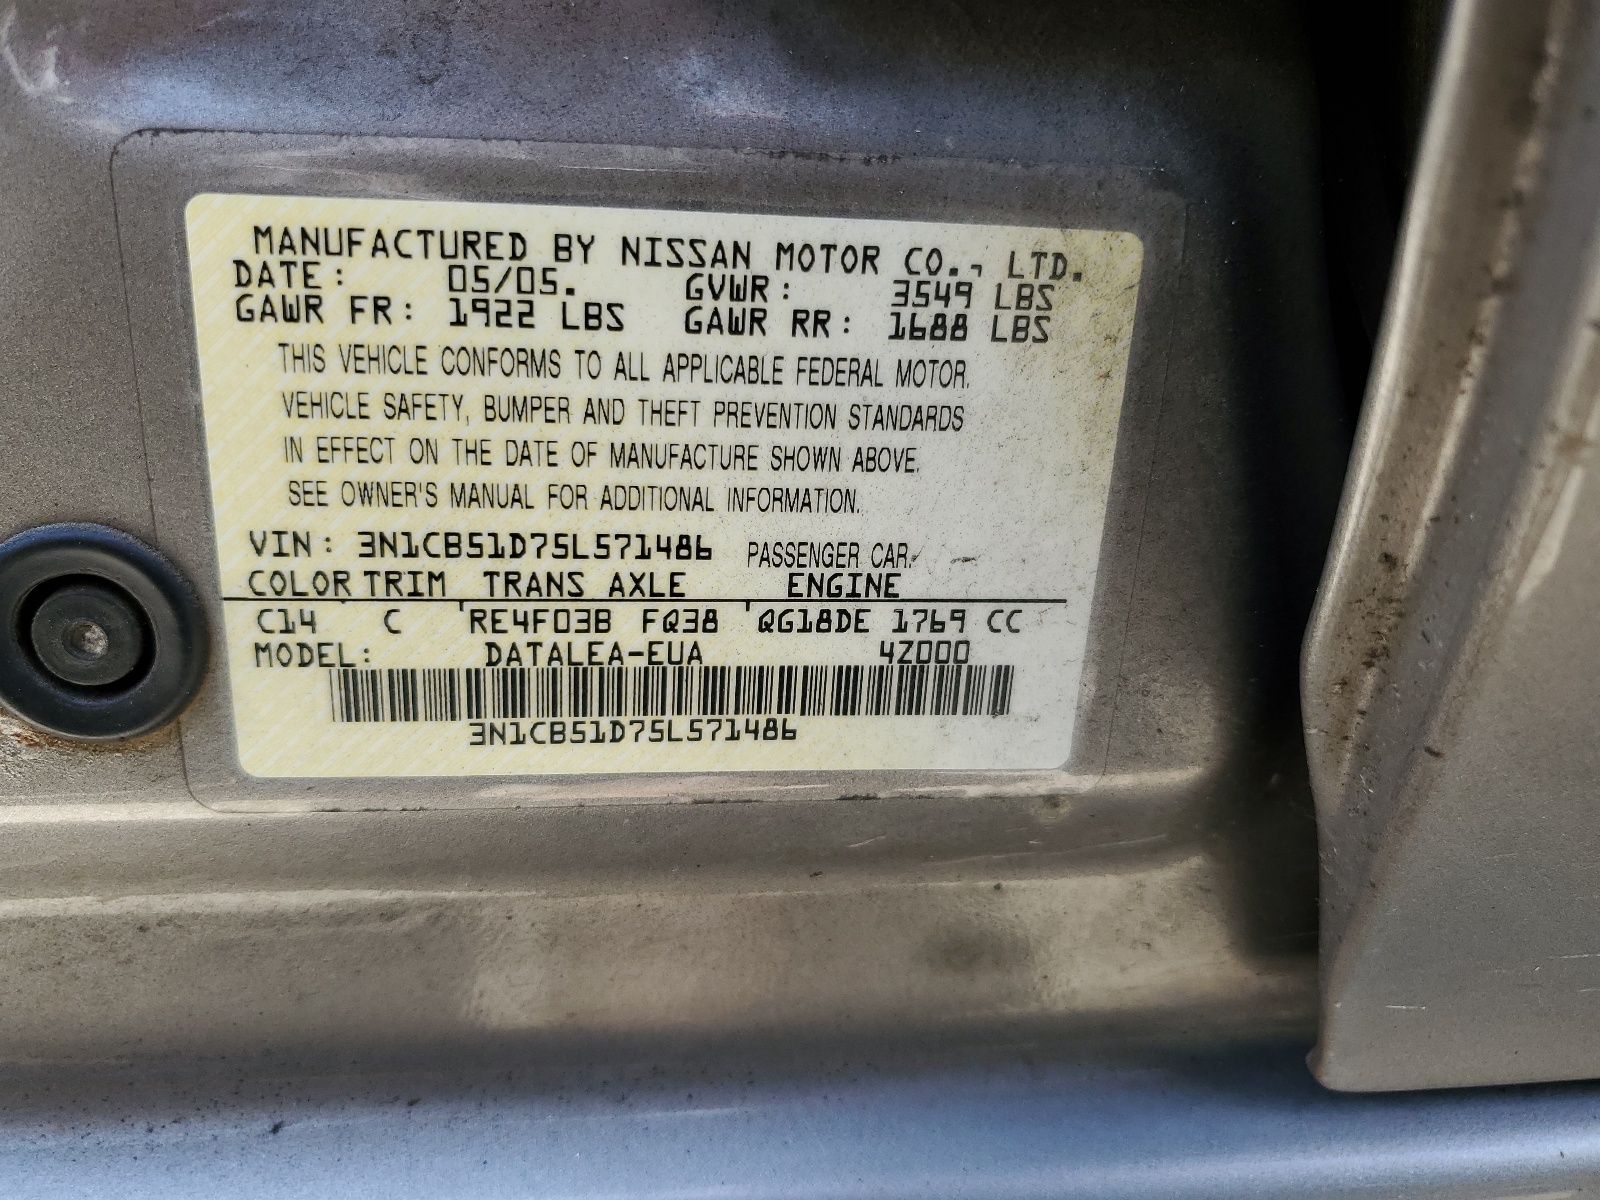 MANUFACTURED BY NISSAN MOTOR CO., LTD.
DATE: 05/05. GVWR: 3549 LBS
GAWR FR: 1922 LBS GAWR RR: 1688 LBS
THIS VEHICLE CONFORMS TO ALL APPLICABLE FEDERAL MOTOR.
VEHICLE SAFETY, BUMPER AND THEFT PREVENTION STANDARDS
IN EFFECT ON THE DATE OF MANUFACTURE SHOWN ABOVE.
SEE OWNER'S MANUAL FOR ADDITIONAL INFORMATION.
VIN: 3N1CB51D75L571486 PASSENGER CAR.
COLOR TRIM TRANS AXLE ENGINE
C14 C RE4F03B FQ38 QG18DE 1769 CC
MODEL: DATALEA-EUA 4Z000
3N1CB51D75L571486